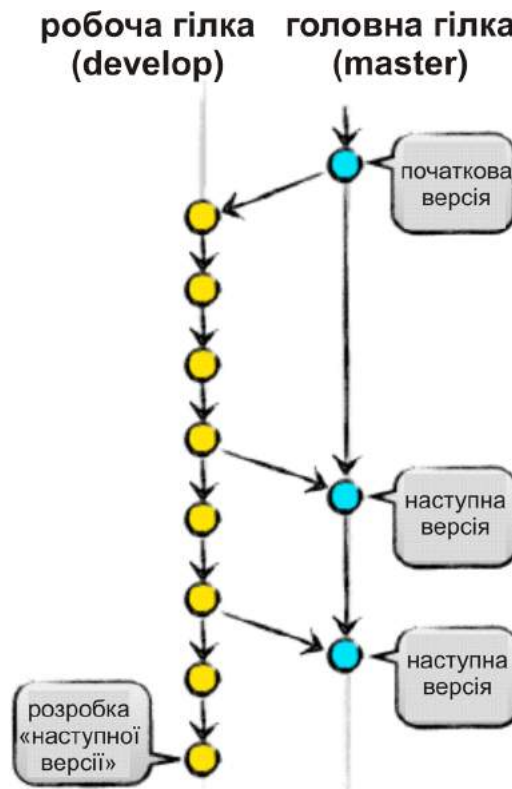 робоча гілка
(develop)
головна гілка
(master)
початкова
версія
наступна
версія
наступна
версія
розробка
«наступної
версії»